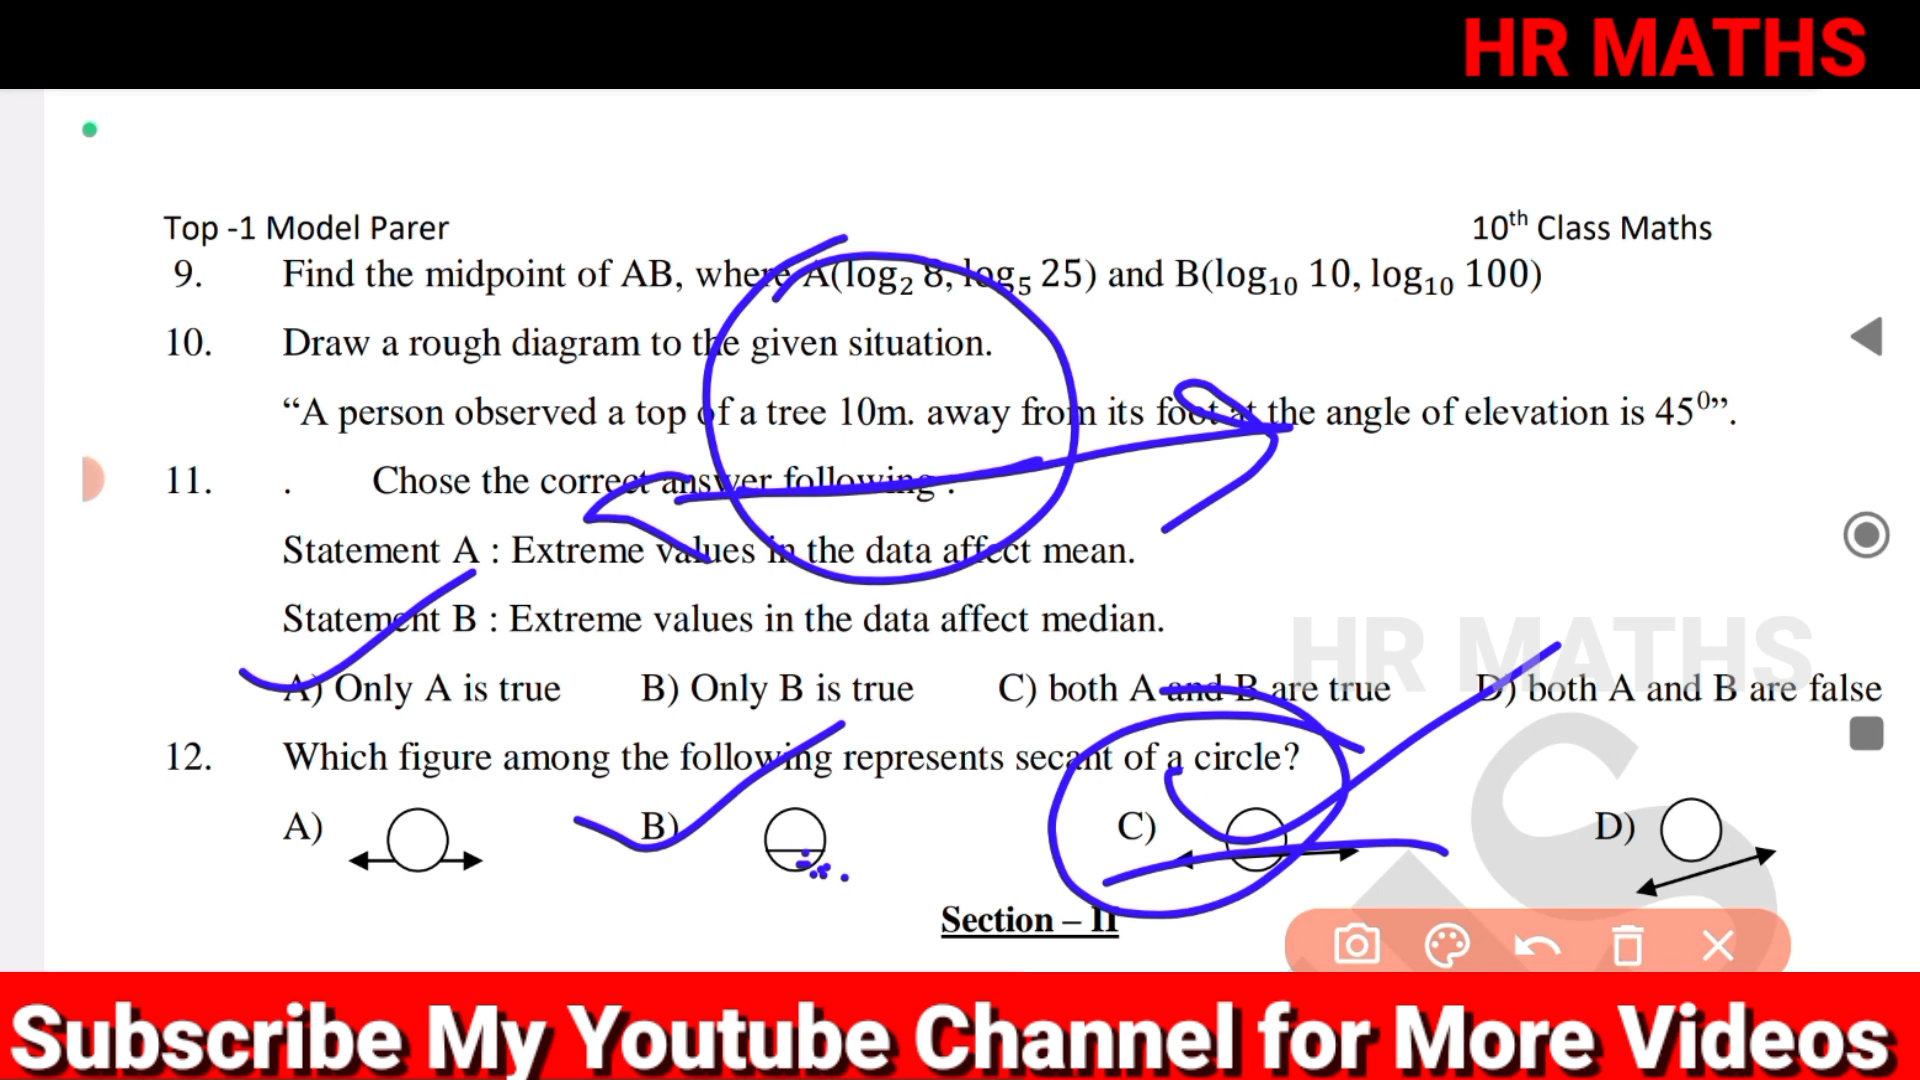 HR MATHS
Top -1 Model Parer 10th Class Maths
9. Find the midpoint of AB, where A(log₂ 8, log₅ 25) and B(log₁₀ 10, log₁₀ 100)
10. Draw a rough diagram to the given situation.
“A person observed a top of a tree 10m. away from its foot at the angle of elevation is 45⁰”.
11. . Chose the correct answer following :
Statement A : Extreme values in the data affect mean.
Statement B : Extreme values in the data affect median.
HR MATHS
A) Only A is true B) Only B is true C) both A and B are true D) both A and B are false
12. Which figure among the following represents secant of a circle?
A) B) C) D)
Section – II
Subscribe My Youtube Channel for More Videos